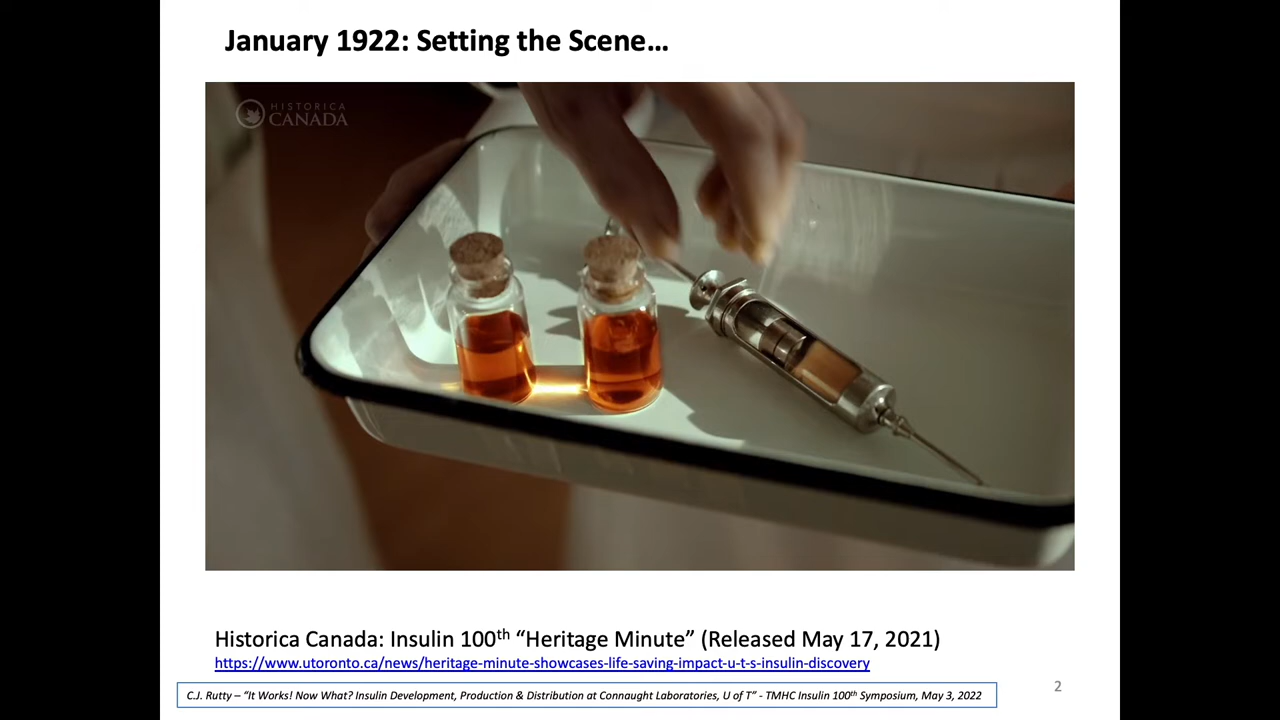 January 1922: Setting the Scene…
HISTORICA
CANADA
Historica Canada: Insulin 100th “Heritage Minute” (Released May 17, 2021)
https://www.utoronto.ca/news/heritage-minute-showcases-life-saving-impact-u-t-s-insulin-discovery
C.J. Rutty – “It Works! Now What? Insulin Development, Production & Distribution at Connaught Laboratories, U of T” - TMHC Insulin 100th Symposium, May 3, 2022
2